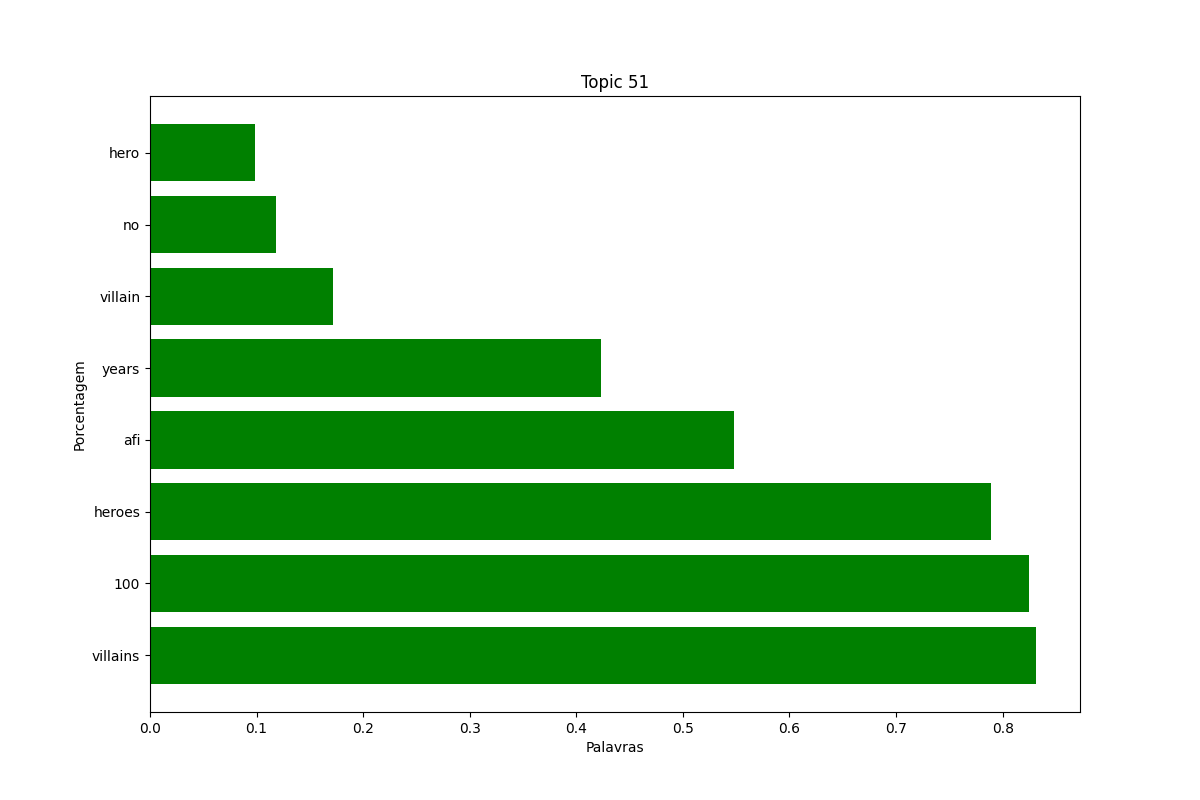 Topic 51
hero
no
villain
years
afi
heroes
100
villains
Porcentagem
0.0 0.1 0.2 0.3 0.4 0.5 0.6 0.7 0.8
Palavras